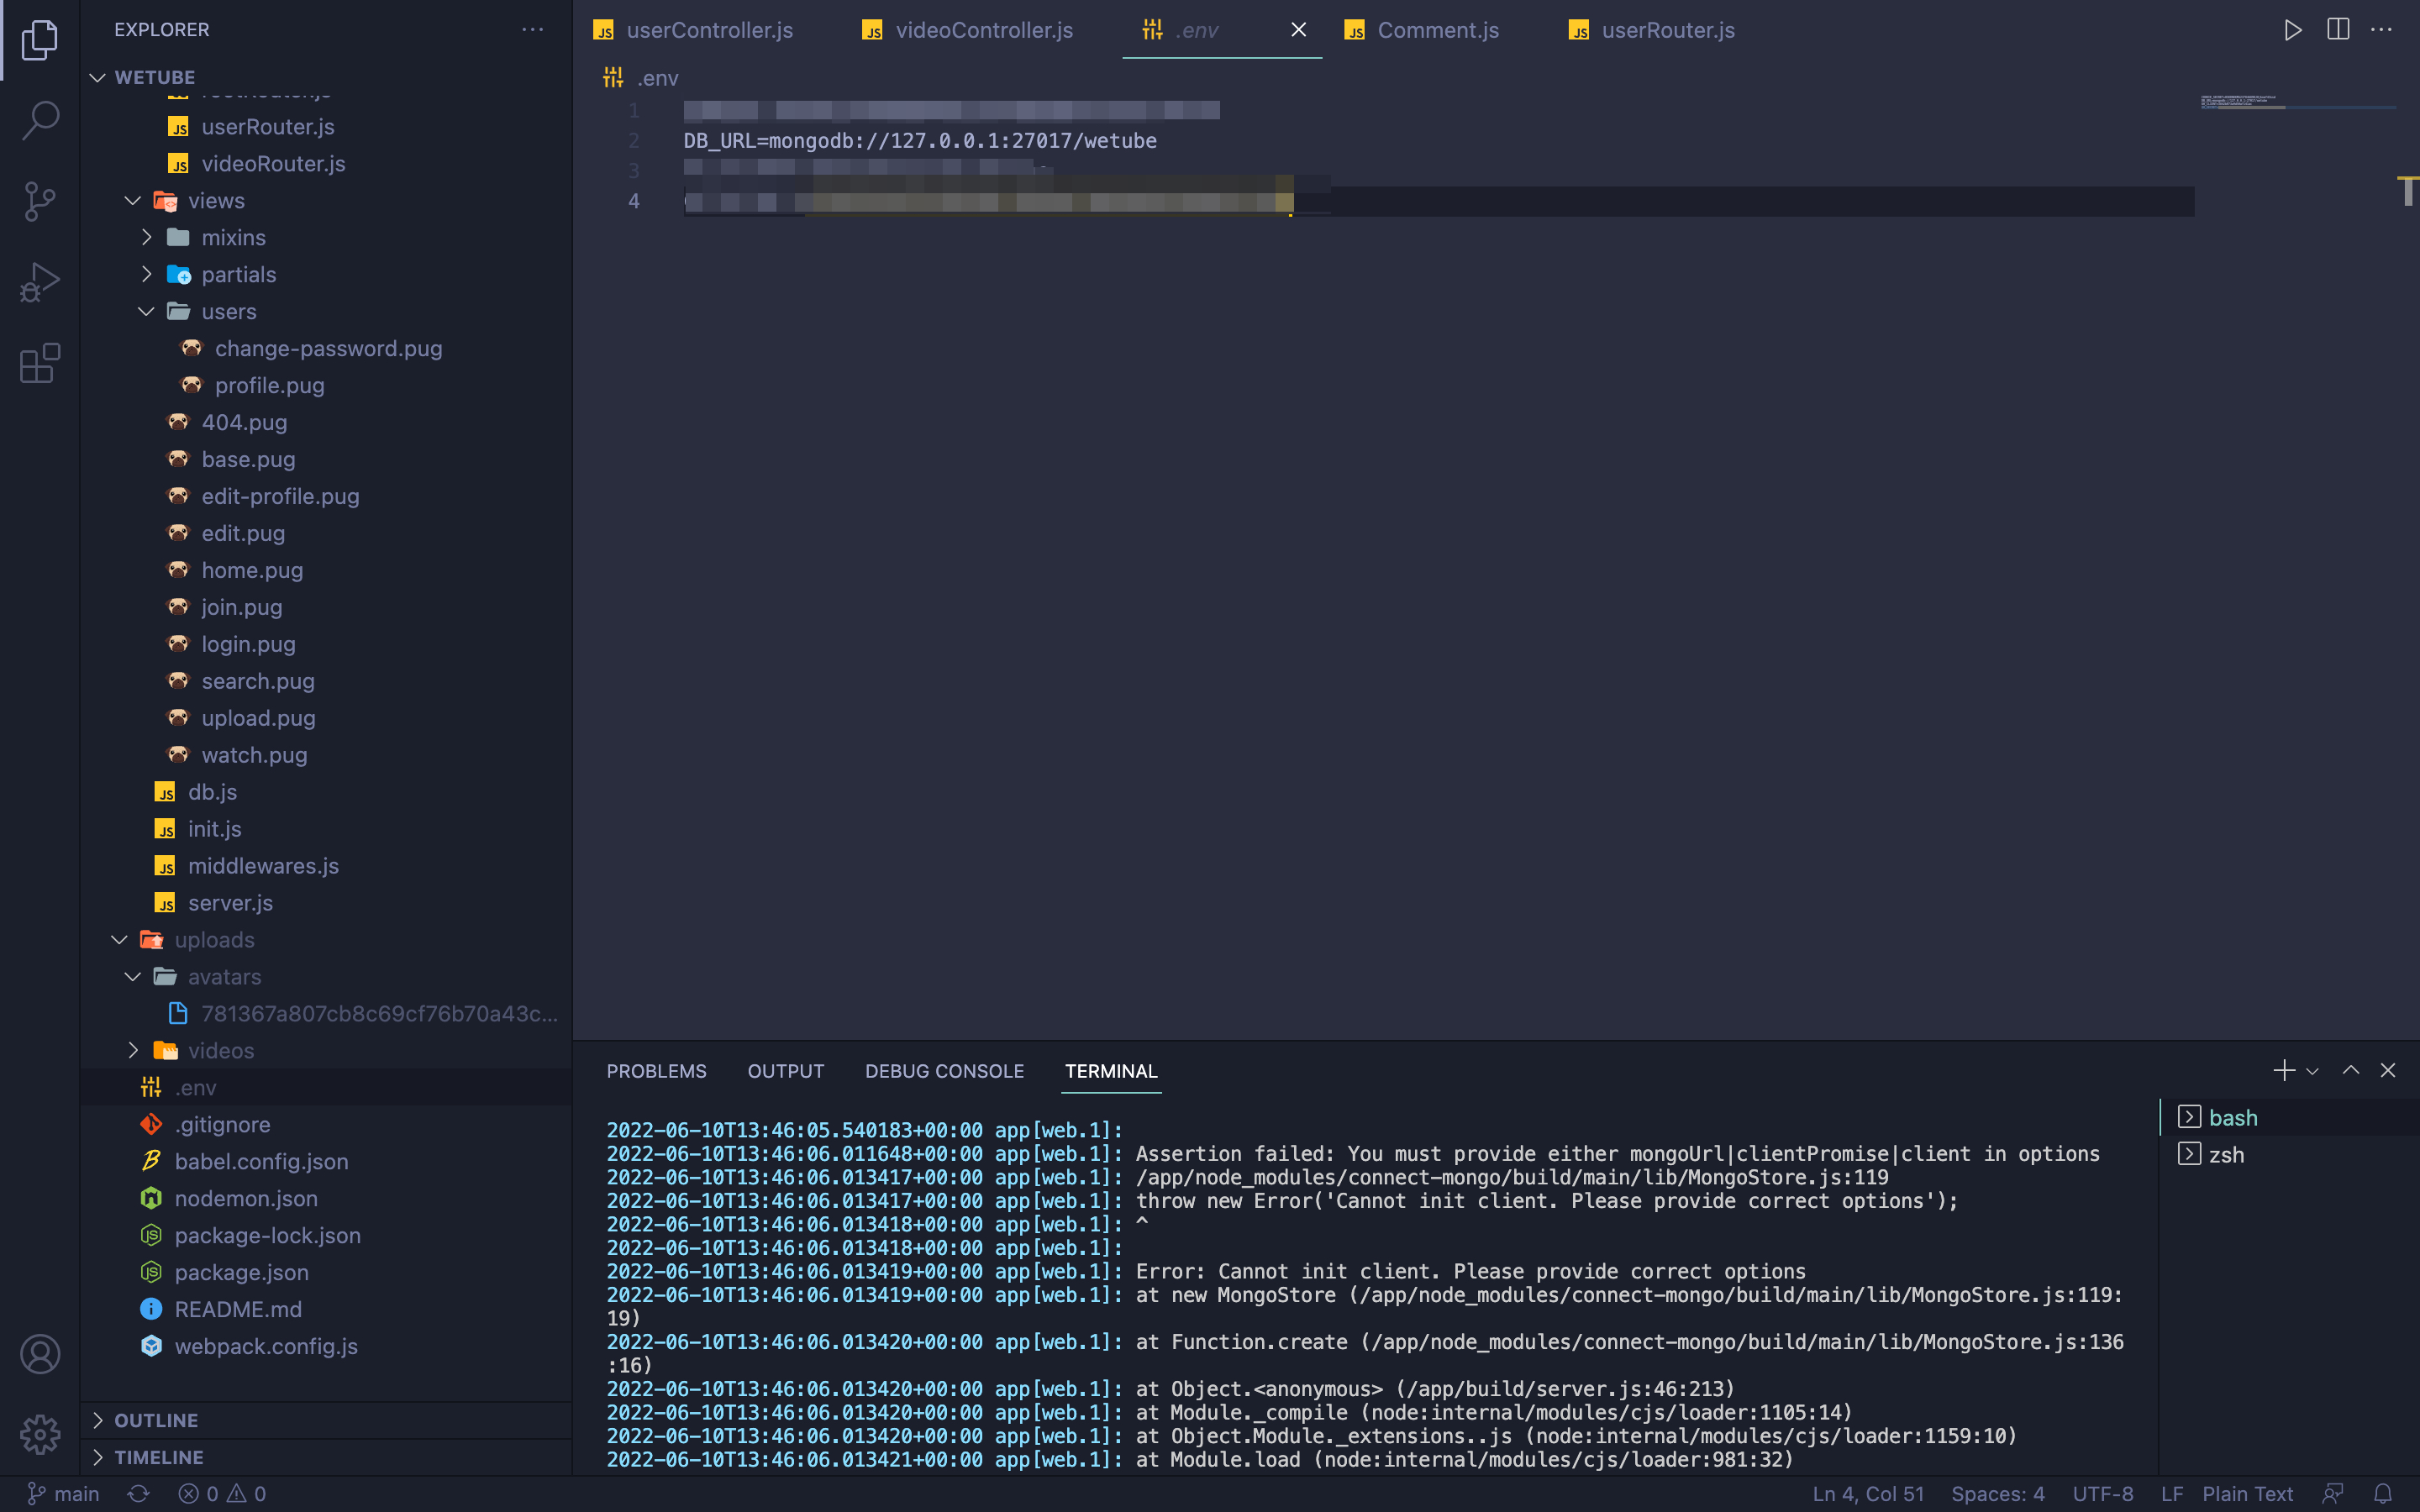 EXPLORER
WETUBE
userRouter.js
videoRouter.js
views
mixins
partials
users
change-password.pug
profile.pug
404.pug
base.pug
edit-profile.pug
edit.pug
home.pug
join.pug
login.pug
search.pug
upload.pug
watch.pug
db.js
init.js
middlewares.js
server.js
uploads
avatars
781367a807cb8c69cf76b70a43c...
videos
.env
.gitignore
babel.config.json
nodemon.json
package-lock.json
package.json
README.md
webpack.config.js
OUTLINE
TIMELINE
userController.js videoController.js .env Comment.js userRouter.js
.env
1
2 DB_URL=mongodb://127.0.0.1:27017/wetube
3
4
PROBLEMS OUTPUT DEBUG CONSOLE TERMINAL
2022-06-10T13:46:05.540183+00:00 app[web.1]:
2022-06-10T13:46:06.011648+00:00 app[web.1]: Assertion failed: You must provide either mongoUrl|clientPromise|client in options
2022-06-10T13:46:06.013417+00:00 app[web.1]: /app/node_modules/connect-mongo/build/main/lib/MongoStore.js:119
2022-06-10T13:46:06.013417+00:00 app[web.1]: throw new Error('Cannot init client. Please provide correct options');
2022-06-10T13:46:06.013418+00:00 app[web.1]: ^
2022-06-10T13:46:06.013418+00:00 app[web.1]:
2022-06-10T13:46:06.013419+00:00 app[web.1]: Error: Cannot init client. Please provide correct options
2022-06-10T13:46:06.013419+00:00 app[web.1]: at new MongoStore (/app/node_modules/connect-mongo/build/main/lib/MongoStore.js:119:
19)
2022-06-10T13:46:06.013420+00:00 app[web.1]: at Function.create (/app/node_modules/connect-mongo/build/main/lib/MongoStore.js:136
:16)
2022-06-10T13:46:06.013420+00:00 app[web.1]: at Object.<anonymous> (/app/build/server.js:46:213)
2022-06-10T13:46:06.013420+00:00 app[web.1]: at Module._compile (node:internal/modules/cjs/loader:1105:14)
2022-06-10T13:46:06.013420+00:00 app[web.1]: at Object.Module._extensions..js (node:internal/modules/cjs/loader:1159:10)
2022-06-10T13:46:06.013421+00:00 app[web.1]: at Module.load (node:internal/modules/cjs/loader:981:32)
bash
zsh
main 0 0 Ln 4, Col 51 Spaces: 4 UTF-8 LF Plain Text